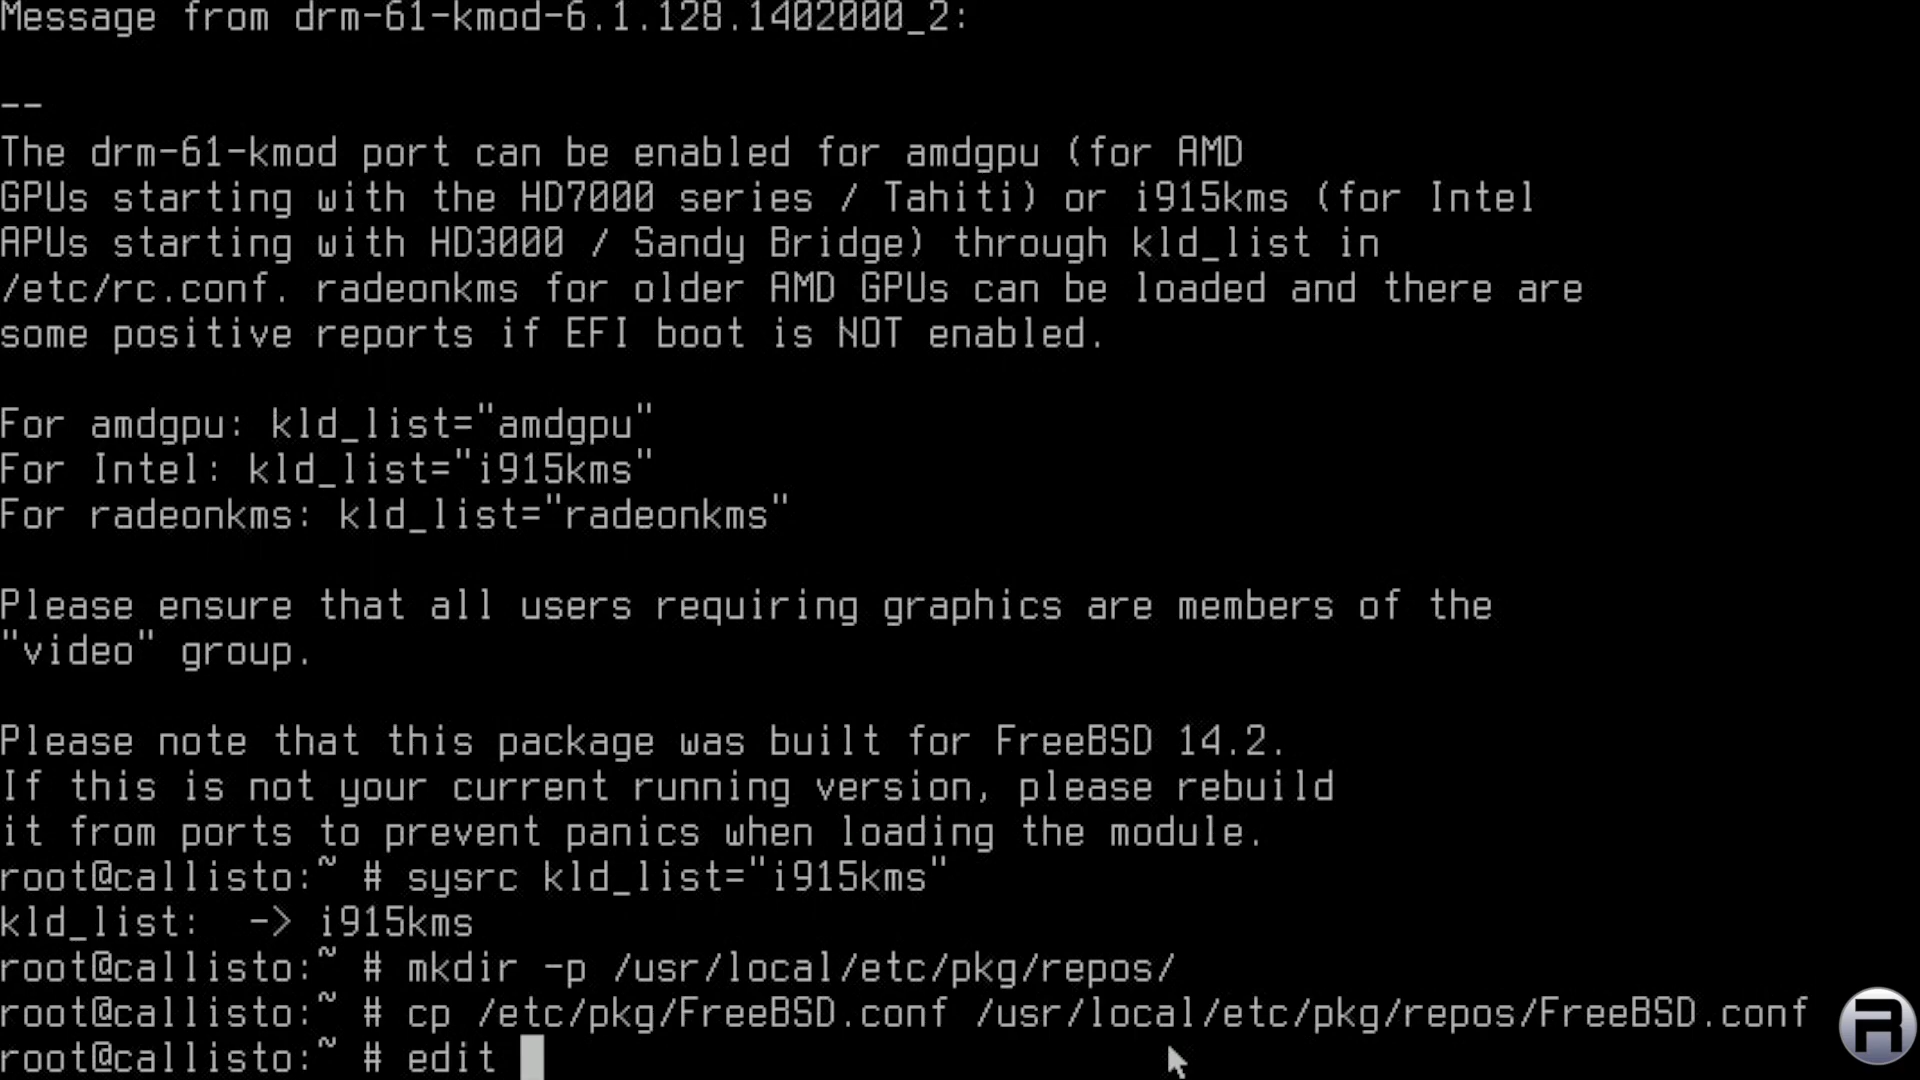 Message from drm-61-kmod-6.1.128.1402000_2:
--
The drm-61-kmod port can be enabled for amdgpu (for AMD
GPUs starting with the HD7000 series / Tahiti) or i915kms (for Intel
APUs starting with HD3000 / Sandy Bridge) through kld_list in
/etc/rc.conf. radeonkms for older AMD GPUs can be loaded and there are
some positive reports if EFI boot is NOT enabled.
For amdgpu: kld_list="amdgpu"
For Intel: kld_list="i915kms"
For radeonkms: kld_list="radeonkms"
Please ensure that all users requiring graphics are members of the
"video" group.
Please note that this package was built for FreeBSD 14.2.
If this is not your current running version, please rebuild
it from ports to prevent panics when loading the module.
root@callisto:~ # sysrc kld_list="i915kms"
kld_list:  -> i915kms
root@callisto:~ # mkdir -p /usr/local/etc/pkg/repos/
root@callisto:~ # cp /etc/pkg/FreeBSD.conf /usr/local/etc/pkg/repos/FreeBSD.conf
root@callisto:~ # edit